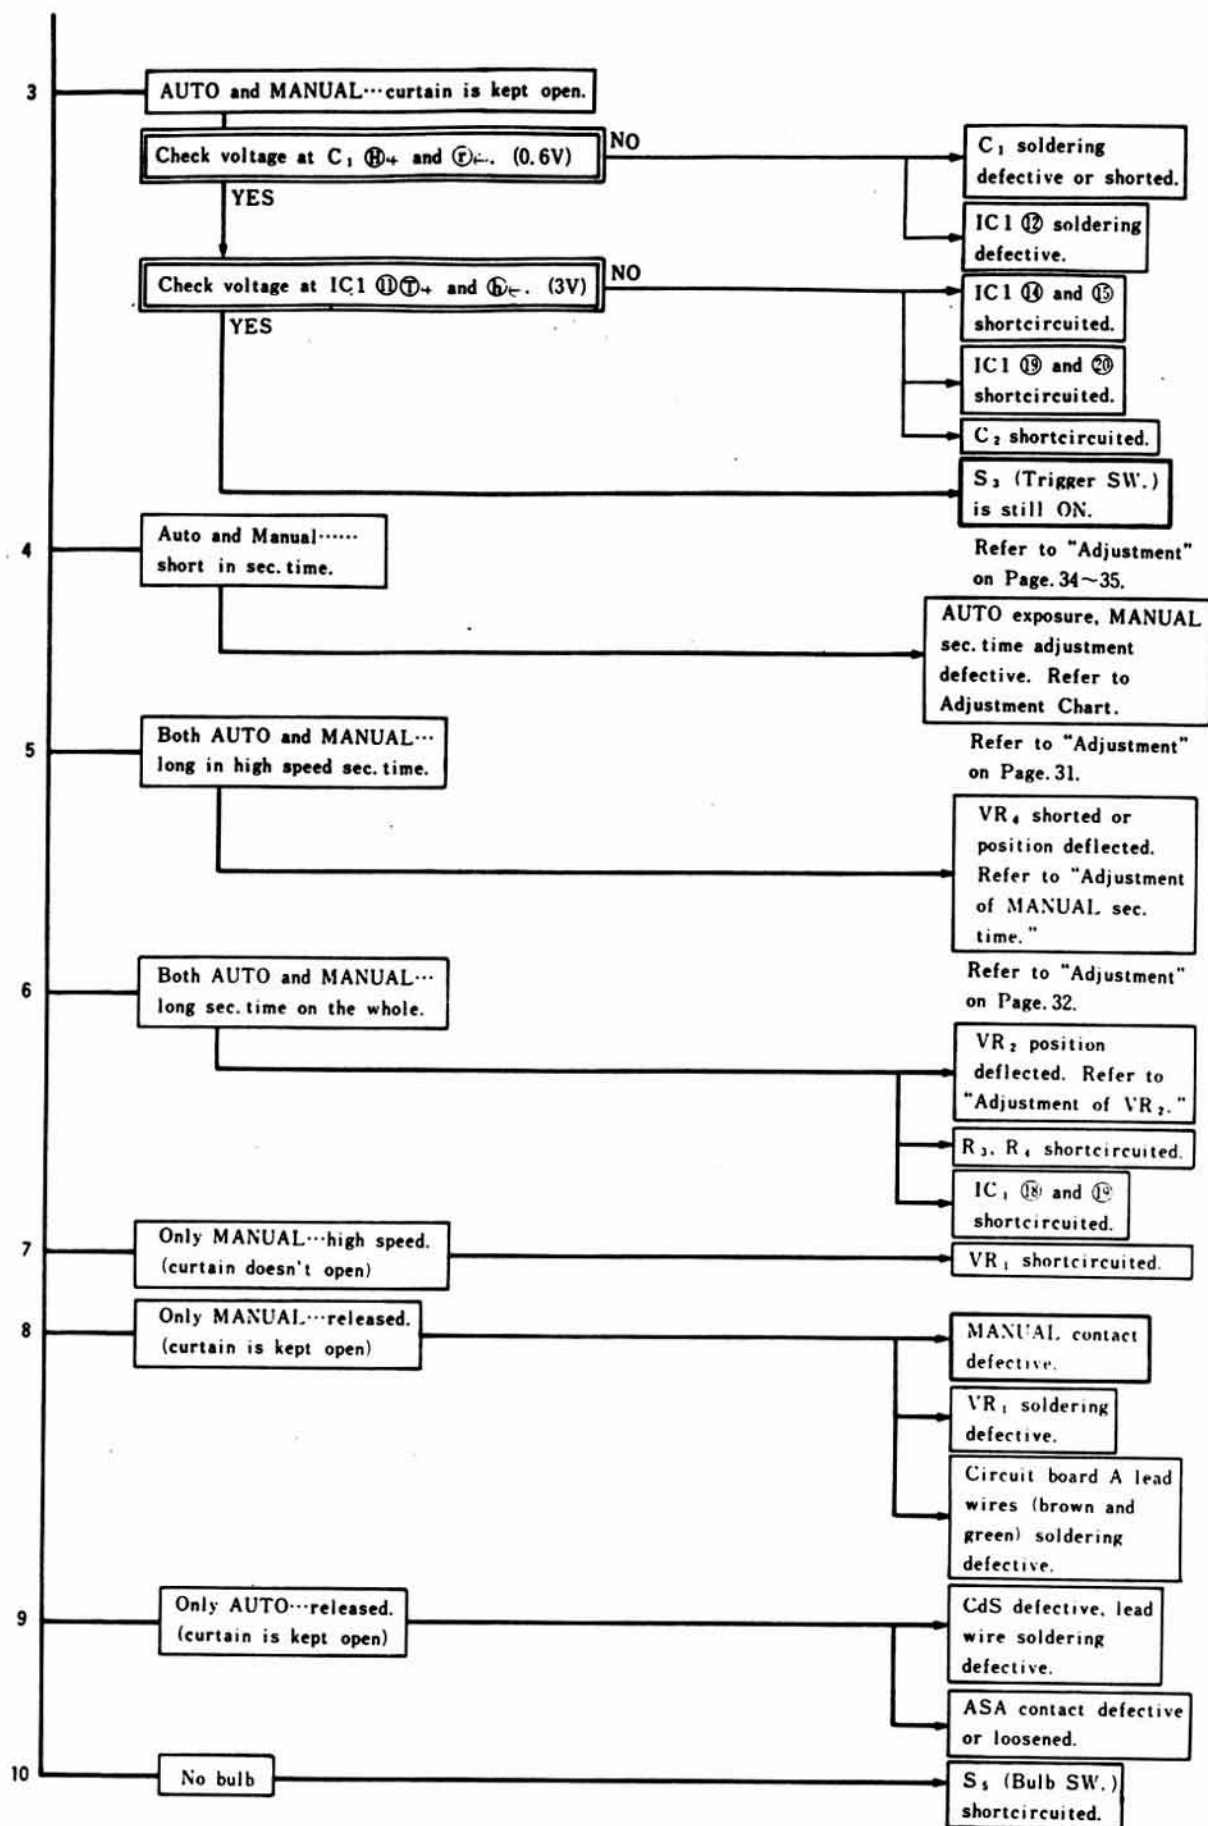 3
AUTO and MANUAL···curtain is kept open.
Check voltage at C₁ Ⓗ+ and ⓡ−. (0.6V)
NO
YES
C₁ soldering
defective or shorted.
IC1 ⑫ soldering
defective.
Check voltage at IC1 ⑪Ⓣ+ and ⓗ−. (3V)
NO
YES
IC1 ⑭ and ⑮
shortcircuited.
IC1 ⑲ and ⑳
shortcircuited.
C₂ shortcircuited.
S₃ (Trigger SW.)
is still ON.
4
Auto and Manual······
short in sec.time.
Refer to "Adjustment"
on Page.34~35.
AUTO exposure, MANUAL
sec.time adjustment
defective. Refer to
Adjustment Chart.
5
Both AUTO and MANUAL···
long in high speed sec.time.
Refer to "Adjustment"
on Page.31.
VR₄ shorted or
position deflected.
Refer to "Adjustment
of MANUAL sec.
time."
6
Both AUTO and MANUAL···
long sec.time on the whole.
Refer to "Adjustment"
on Page.32.
VR₂ position
deflected. Refer to
"Adjustment of VR₂."
R₃, R₄ shortcircuited.
IC₁ ⑱ and ⑲
shortcircuited.
7
Only MANUAL···high speed.
(curtain doesn't open)
VR₁ shortcircuited.
8
Only MANUAL···released.
(curtain is kept open)
MANUAL contact
defective.
VR₁ soldering
defective.
Circuit board A lead
wires (brown and
green) soldering
defective.
9
Only AUTO···released.
(curtain is kept open)
CdS defective, lead
wire soldering
defective.
ASA contact defective
or loosened.
10
No bulb
S₅ (Bulb SW.)
shortcircuited.